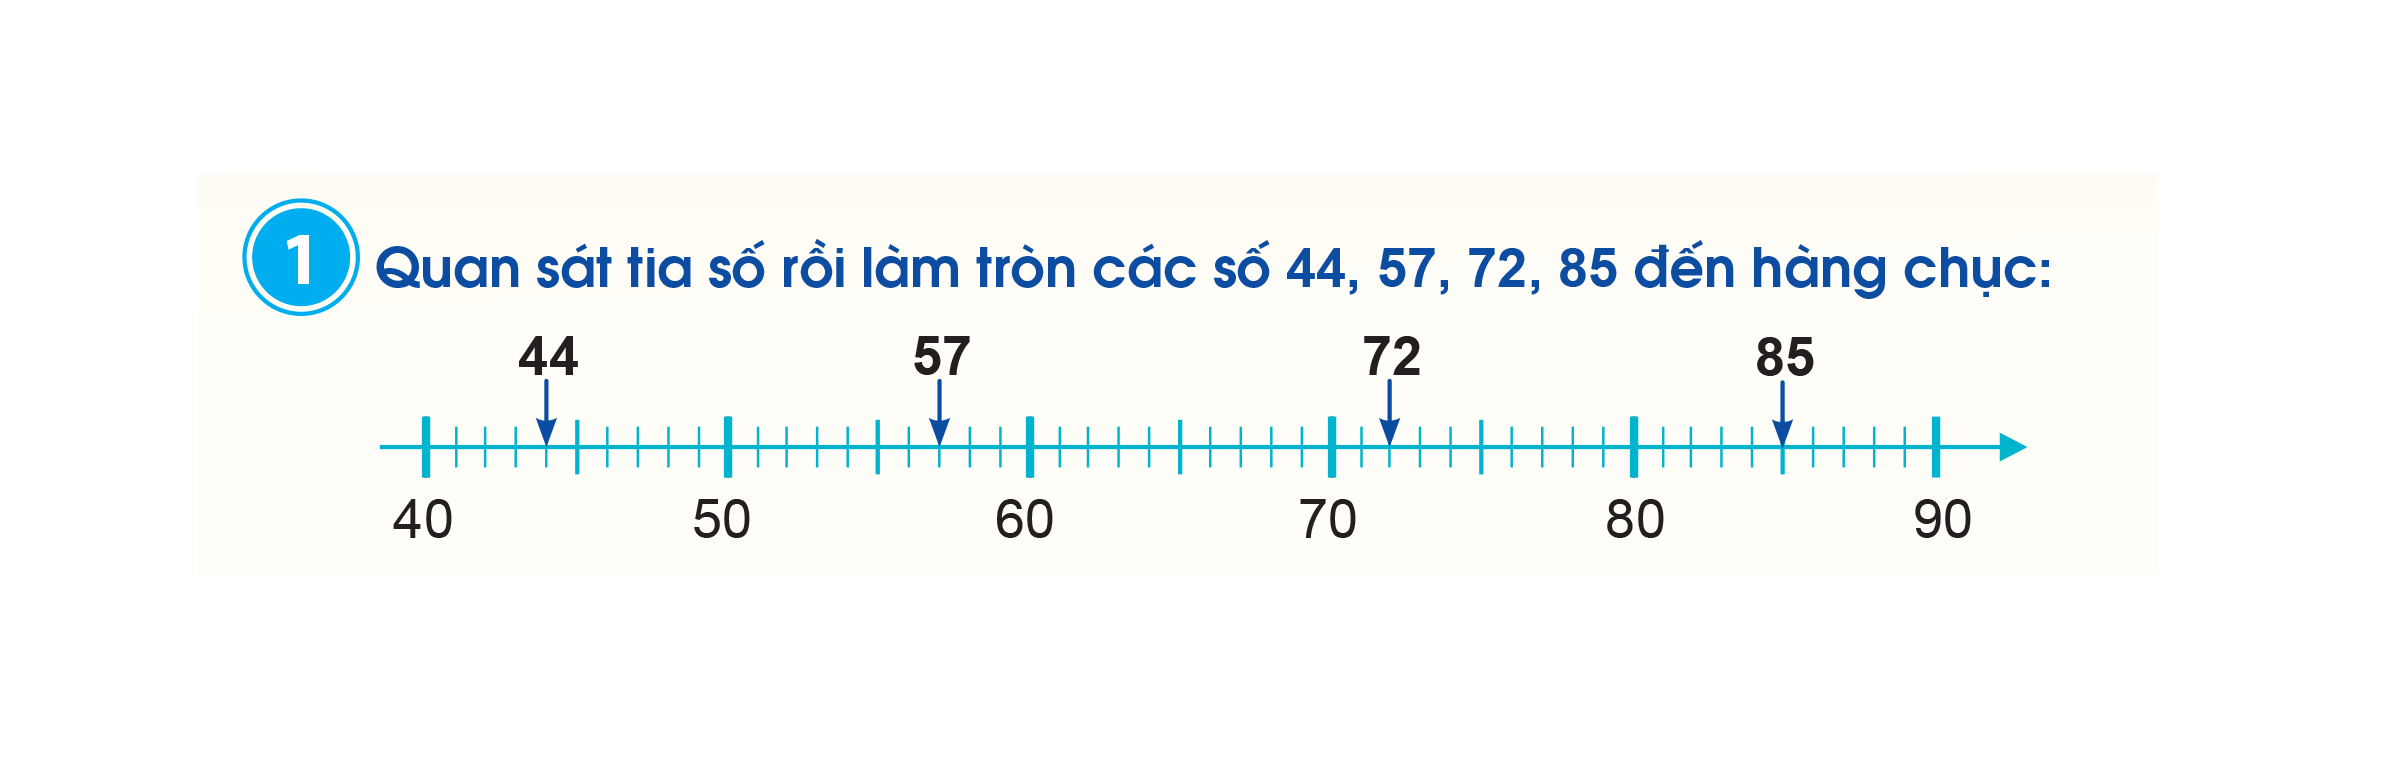 1 Quan sát tia số rồi làm tròn các số 44, 57, 72, 85 đến hàng chục:
44 57 72 85
40 50 60 70 80 90